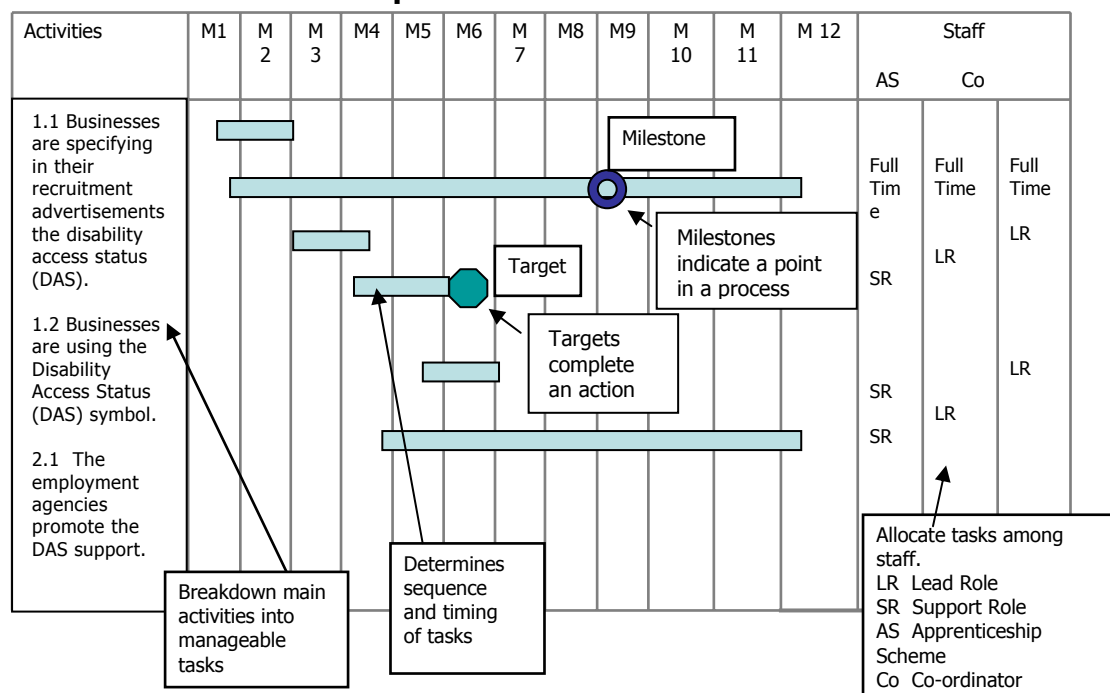 Activities
M1
M
2
M
3
M4
M5
M6
M
7
M8
M9
M
10
M
11
M 12
Staff
AS
Co
1.1 Businesses
are specifying
in their
recruitment
advertisements
the disability
access status
(DAS).
1.2 Businesses
are using the
Disability
Access Status
(DAS) symbol.
2.1 The
employment
agencies
promote the
DAS support.
Milestone
Milestones
indicate a point
in a process
Target
Targets
complete
an action
Full
Tim
e
Full
Time
Full
Time
LR
LR
SR
LR
SR
LR
SR
Breakdown main
activities into
manageable
tasks
Determines
sequence
and timing
of tasks
Allocate tasks among
staff.
LR Lead Role
SR Support Role
AS Apprenticeship
Scheme
Co Co-ordinator